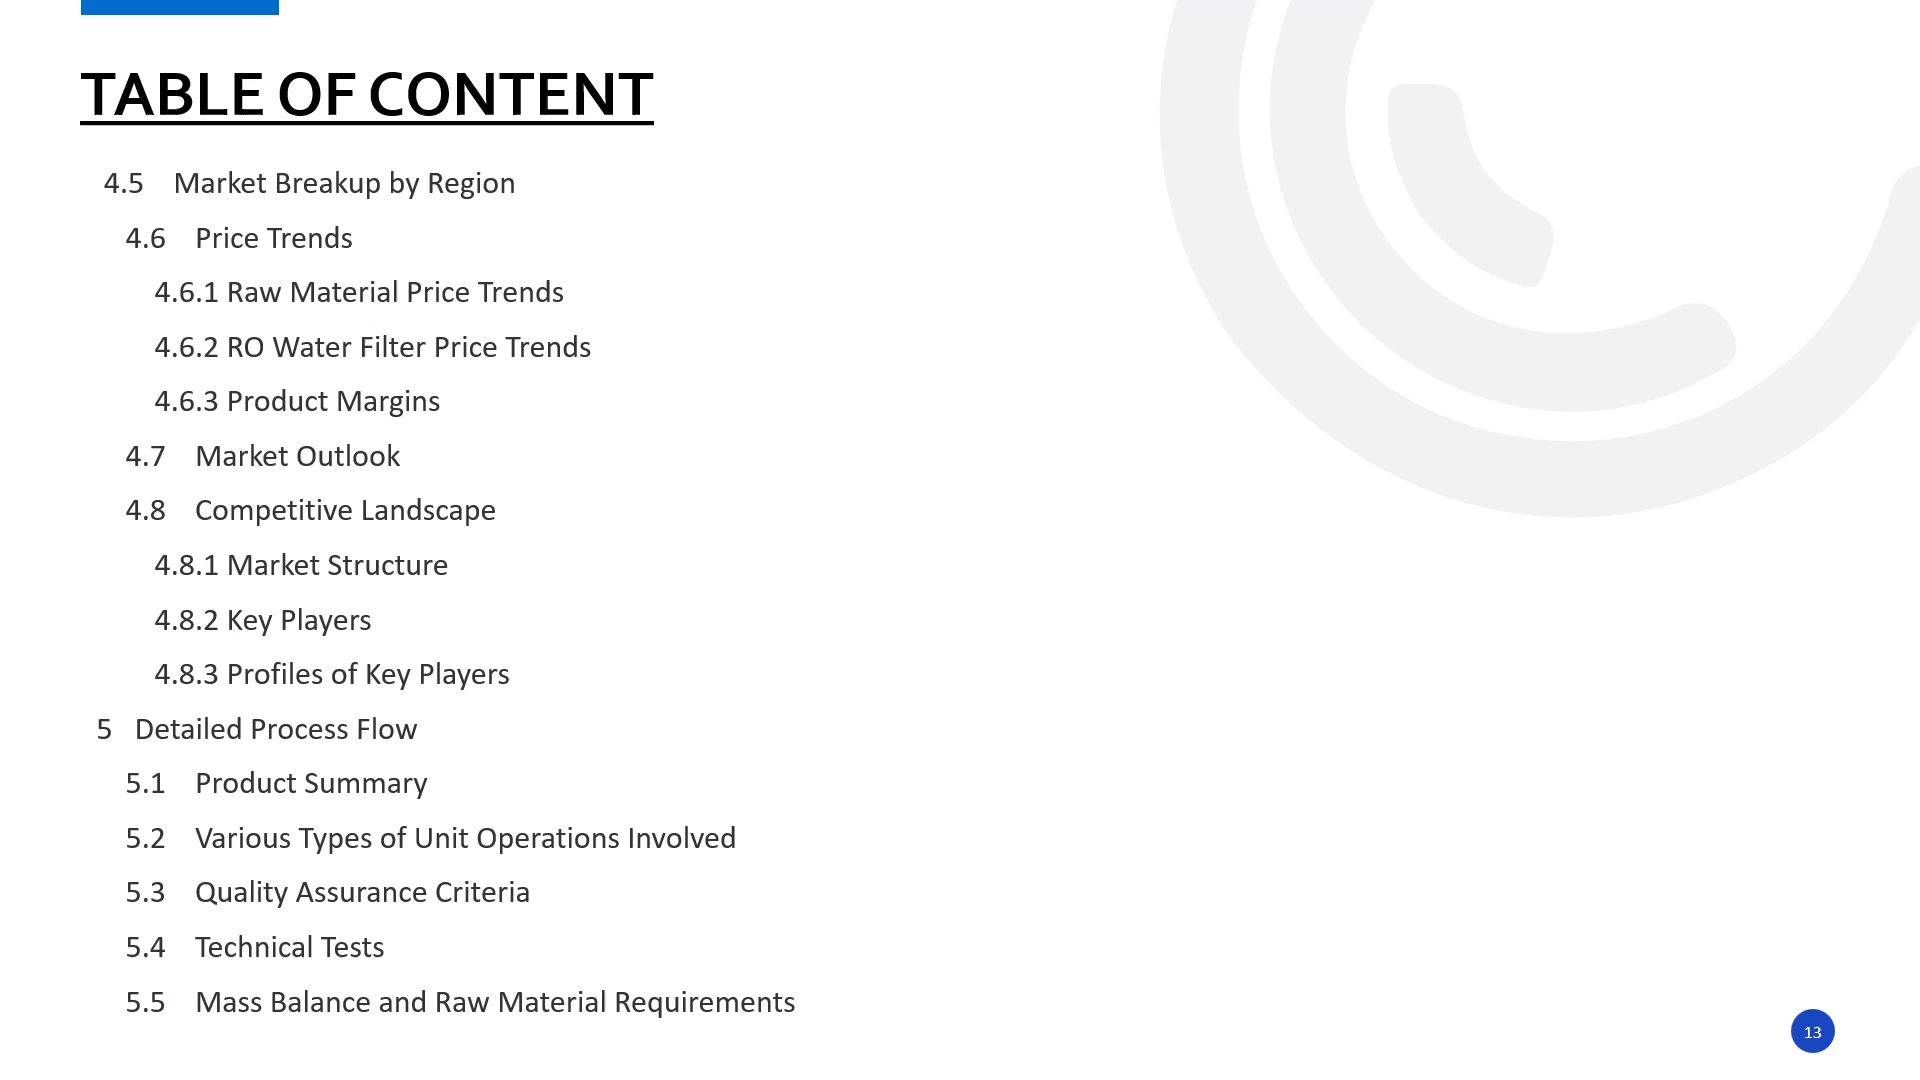 TABLE OF CONTENT
4.5 Market Breakup by Region
4.6 Price Trends
4.6.1 Raw Material Price Trends
4.6.2 RO Water Filter Price Trends
4.6.3 Product Margins
4.7 Market Outlook
4.8 Competitive Landscape
4.8.1 Market Structure
4.8.2 Key Players
4.8.3 Profiles of Key Players
5 Detailed Process Flow
5.1 Product Summary
5.2 Various Types of Unit Operations Involved
5.3 Quality Assurance Criteria
5.4 Technical Tests
5.5 Mass Balance and Raw Material Requirements
13